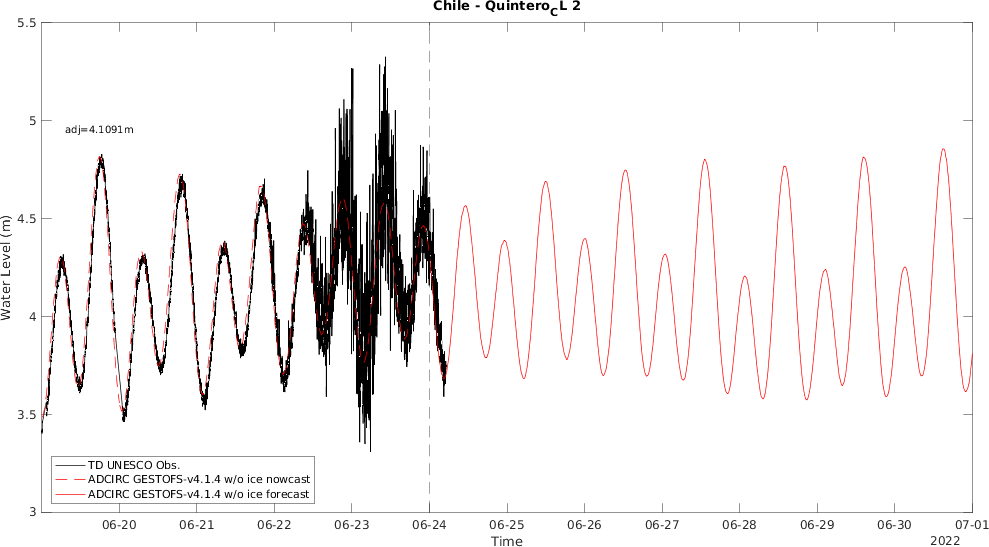 Chile - Quintero_CL 2
5.5
5
4.5
4
3.5
3
Water Level (m)
adj=4.1091m
TD UNESCO Obs.
ADCIRC GESTOFS-v4.1.4 w/o ice nowcast
ADCIRC GESTOFS-v4.1.4 w/o ice forecast
06-20 06-21 06-22 06-23 06-24 06-25 06-26 06-27 06-28 06-29 06-30 07-01
Time
2022